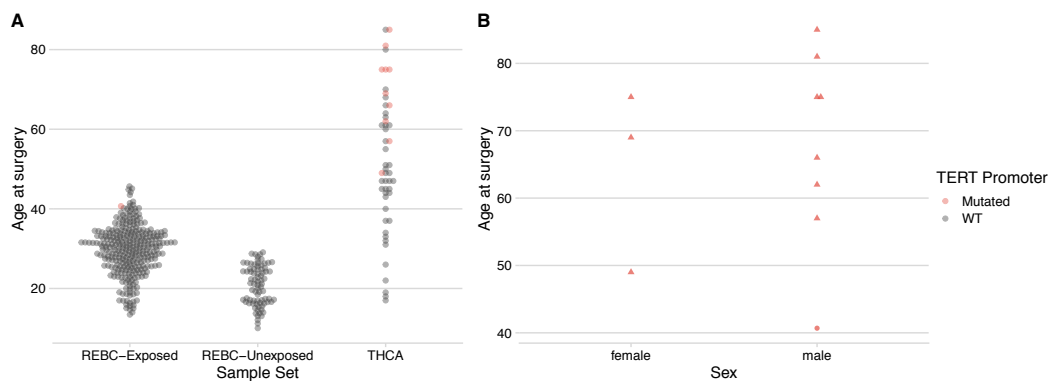 A
Age at surgery
80
60
40
20
REBC−Exposed
REBC−Unexposed
THCA
Sample Set
B
Age at surgery
80
70
60
50
40
female
male
Sex
TERT Promoter
Mutated
WT